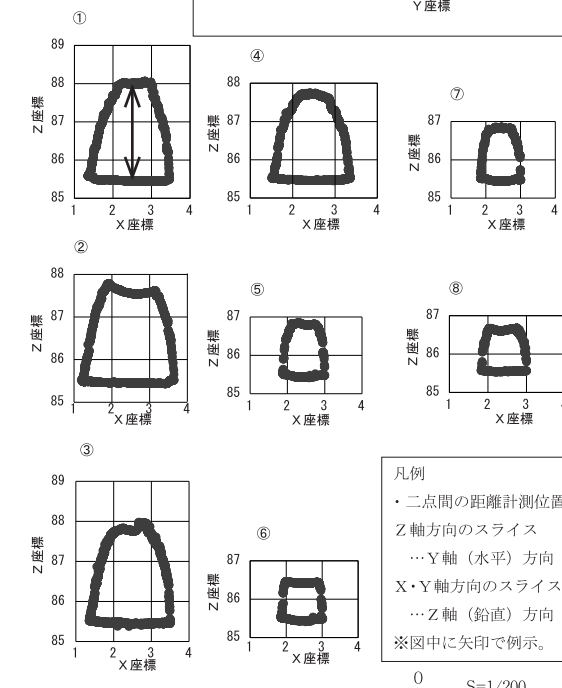 Y座標
①
89
88
87
86
85
Z座標
1 2 3 4
X座標
④
88
87
86
85
Z座標
1 2 3 4
X座標
⑦
87
86
85
Z座標
1 2 3 4
X座標
②
88
87
86
85
Z座標
1 2 3 4
X座標
⑤
87
86
85
Z座標
1 2 3 4
X座標
⑧
87
86
85
Z座標
1 2 3
X座標
③
89
88
87
86
85
Z座標
1 2 3 4
X座標
⑥
87
86
85
Z座標
1 2 3 4
X座標
凡例
・二点間の距離計測位置
Z軸方向のスライス
…Y軸（水平）方向
X・Y軸方向のスライス
…Z軸（鉛直）方向
※図中に矢印で例示。
0 S=1/200